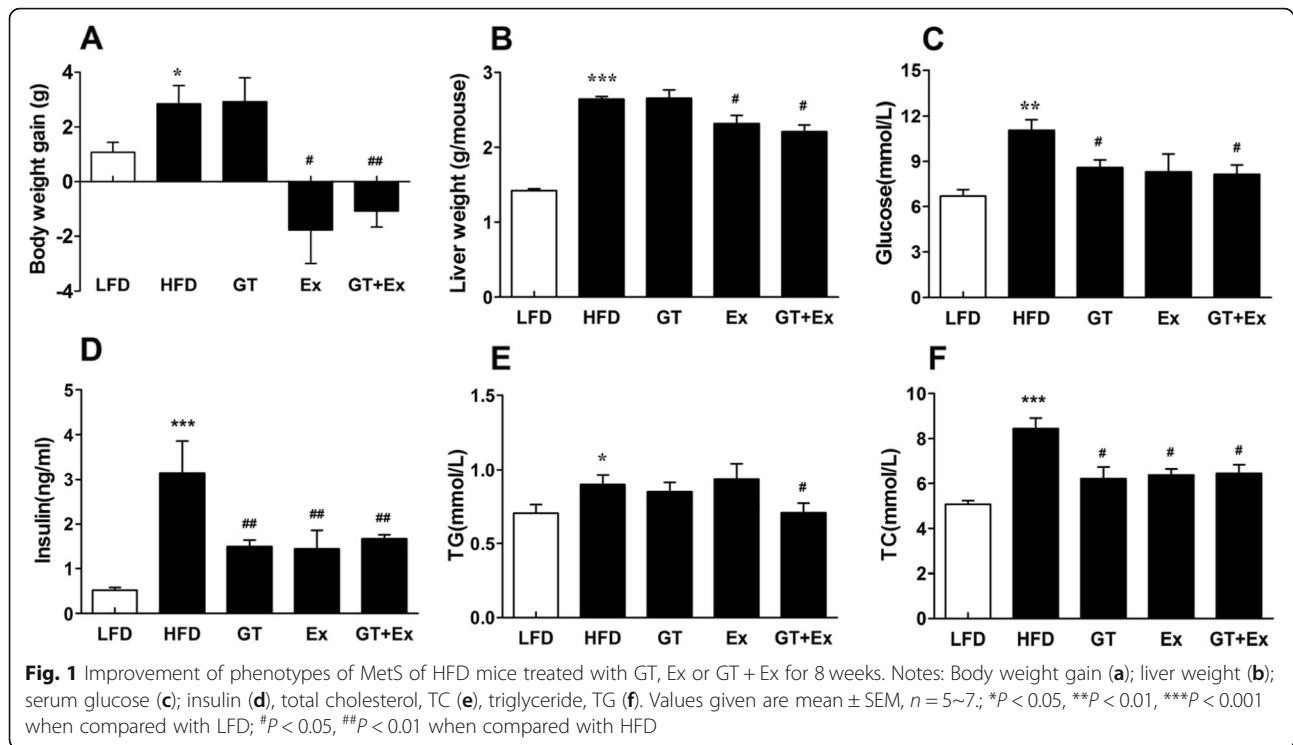 A
Body weight gain (g)
4
2
0
-2
-4
*
#
##
LFD HFD GT Ex GT+Ex
B
Liver weight (g/mouse)
3
2
1
0
***
#
#
LFD HFD GT Ex GT+Ex
C
Glucose(mmol/L)
15
12
9
6
3
0
**
#
#
LFD HFD GT Ex GT+Ex
D
Insulin(ng/ml)
5
4
3
2
1
0
***
##
##
##
LFD HFD GT Ex GT+Ex
E
TG(mmol/L)
1.5
1.0
0.5
0.0
*
#
LFD HFD GT Ex GT+Ex
F
TC(mmol/L)
10
8
6
4
2
0
***
#
#
#
LFD HFD GT Ex GT+Ex
Fig. 1 Improvement of phenotypes of MetS of HFD mice treated with GT, Ex or GT + Ex for 8 weeks. Notes: Body weight gain (a); liver weight (b);
serum glucose (c); insulin (d), total cholesterol, TC (e), triglyceride, TG (f). Values given are mean ± SEM, n = 5~7.; *P < 0.05, **P < 0.01, ***P < 0.001
when compared with LFD; #P < 0.05, ##P < 0.01 when compared with HFD